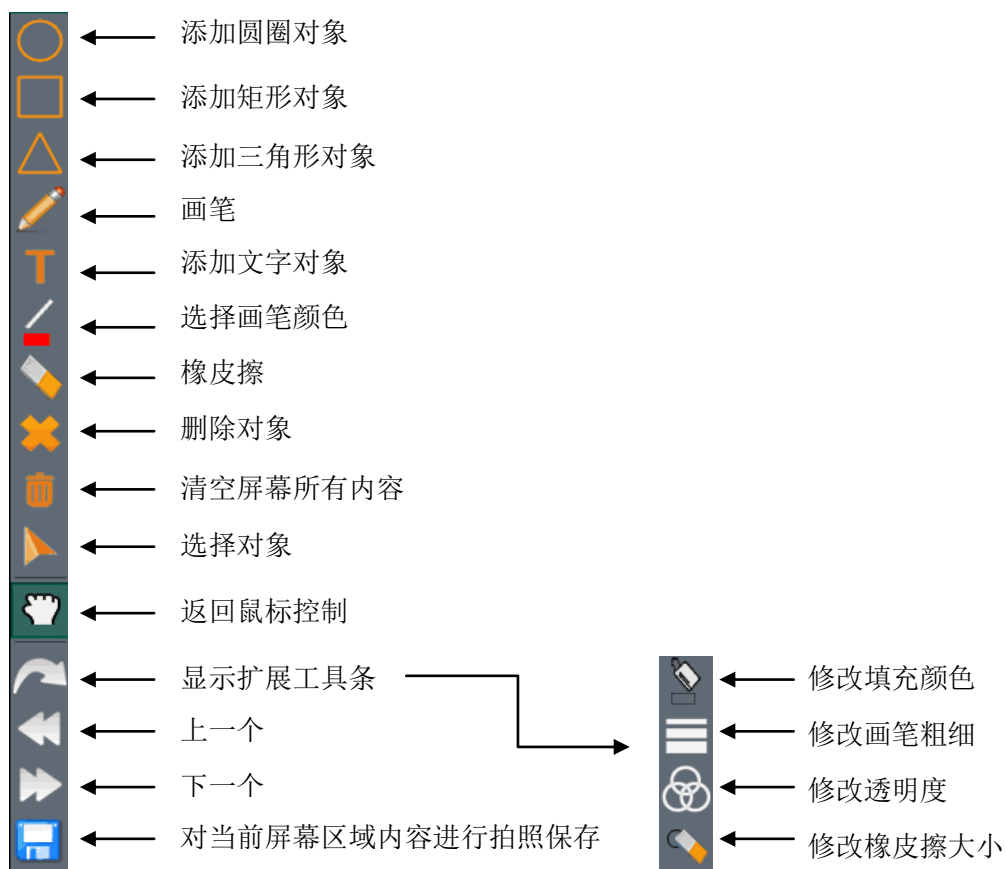 添加圆圈对象
添加矩形对象
添加三角形对象
画笔
添加文字对象
选择画笔颜色
橡皮擦
删除对象
清空屏幕所有内容
选择对象
返回鼠标控制
显示扩展工具条
上一个
下一个
对当前屏幕区域内容进行拍照保存
修改填充颜色
修改画笔粗细
修改透明度
修改橡皮擦大小